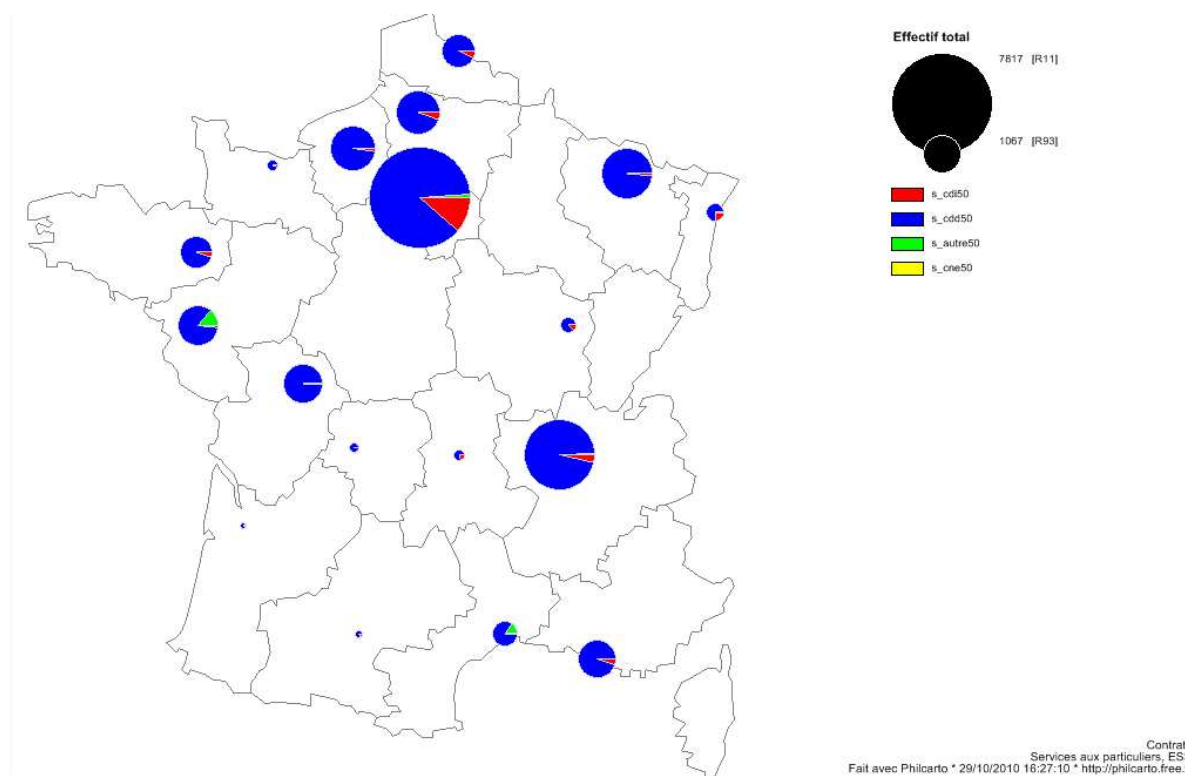 Effectif total
7817 [R11]
1067 [R93]
s_cdi50
s_cdd50
s_autre50
s_cne50
Contrat
Services aux particuliers, ES
Fait avec Philcarto * 29/10/2010 16:27:10 * http://philcarto.free.